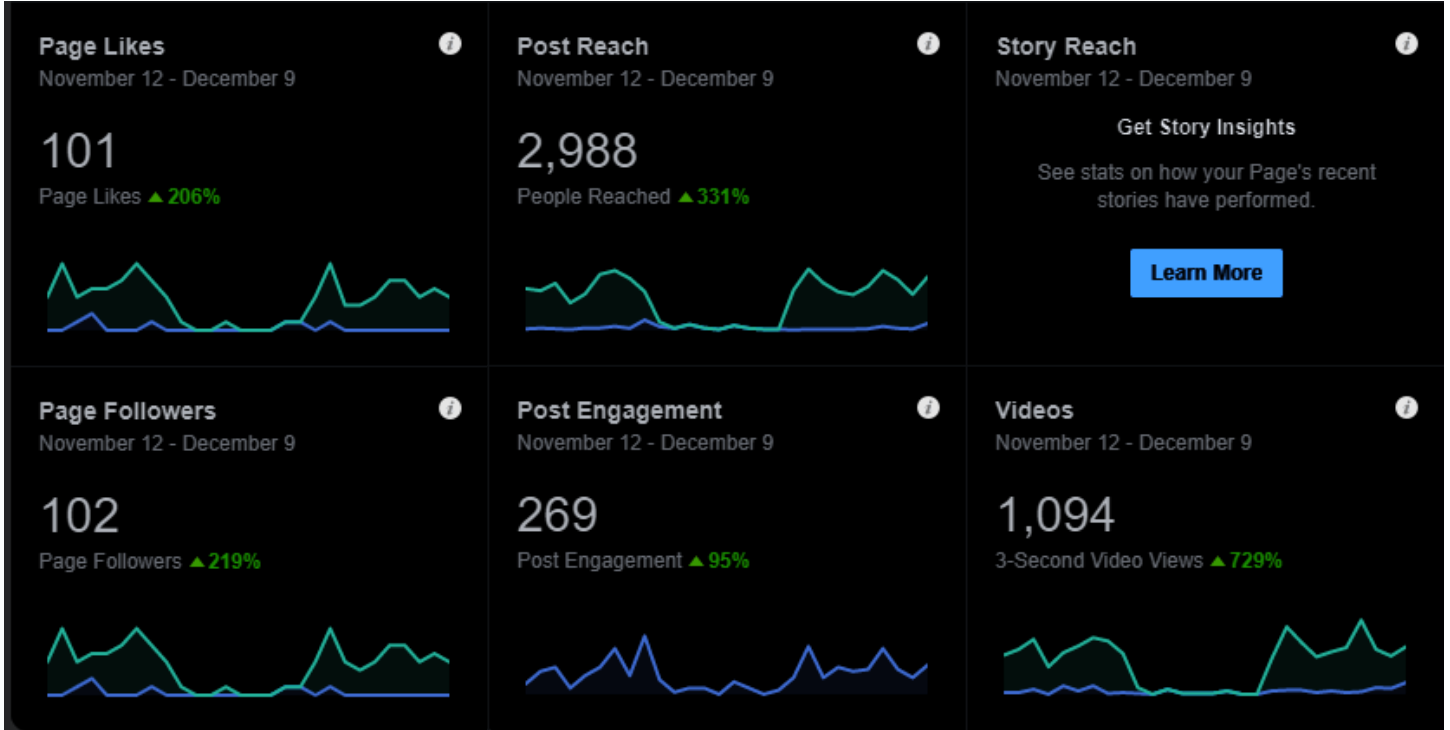 Page Likes
November 12 - December 9
101
Page Likes ▲ 206%
Post Reach
November 12 - December 9
2,988
People Reached ▲ 331%
Story Reach
November 12 - December 9
Get Story Insights
See stats on how your Page's recent
stories have performed.
Learn More
Page Followers
November 12 - December 9
102
Page Followers ▲ 219%
Post Engagement
November 12 - December 9
269
Post Engagement ▲ 95%
Videos
November 12 - December 9
1,094
3-Second Video Views ▲ 729%